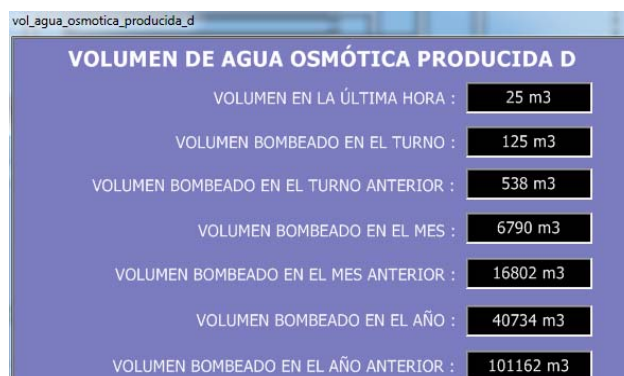 vol_agua_osmotica_producida_d
VOLUMEN DE AGUA OSMÓTICA PRODUCIDA D
VOLUMEN EN LA ÚLTIMA HORA : 25 m3
VOLUMEN BOMBEADO EN EL TURNO : 125 m3
VOLUMEN BOMBEADO EN EL TURNO ANTERIOR : 538 m3
VOLUMEN BOMBEADO EN EL MES : 6790 m3
VOLUMEN BOMBEADO EN EL MES ANTERIOR : 16802 m3
VOLUMEN BOMBEADO EN EL AÑO : 40734 m3
VOLUMEN BOMBEADO EN EL AÑO ANTERIOR : 101162 m3